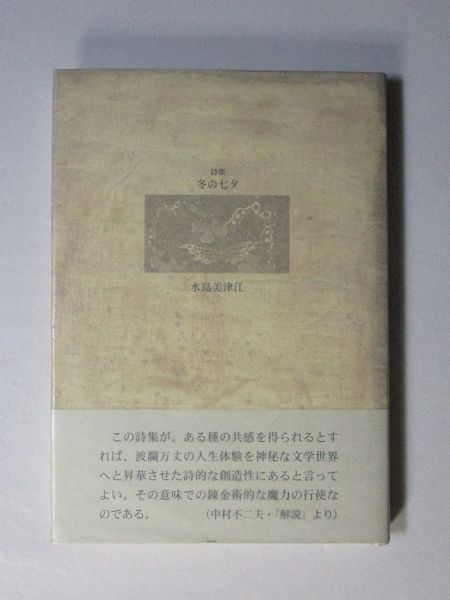 詩集
冬の七夕
水島美津江
この詩集が、ある種の共感を得られるとす
れば、波瀾万丈の人生体験を神秘な文学世界
へと昇華させた詩的な創造性にあると言って
よい。その意味での錬金術的な魔力の行使な
のである。
(中村不二夫・「解説」より)